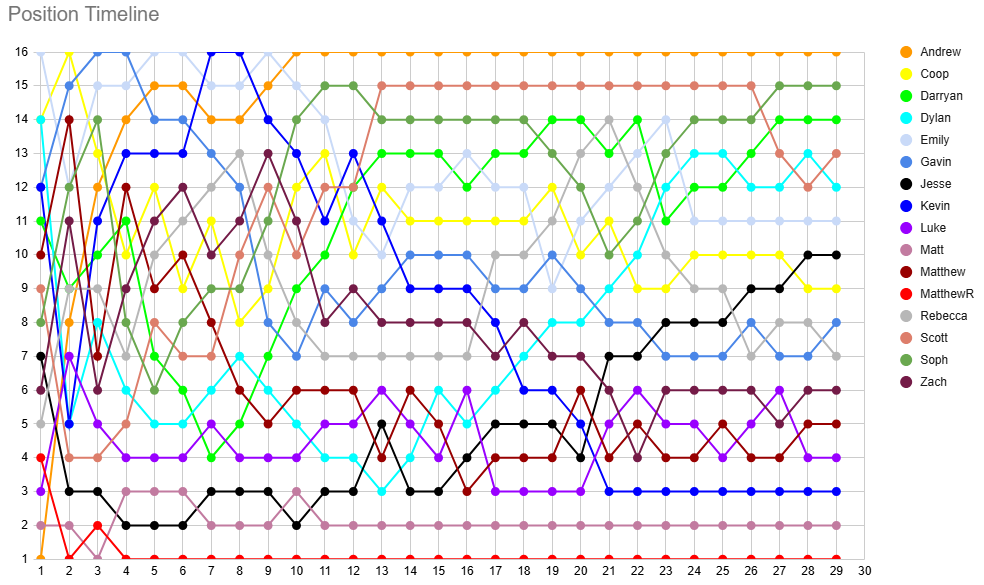 Position Timeline
16
15
14
13
12
11
10
9
8
7
6
5
4
3
2
1
1 2 3 4 5 6 7 8 9 10 11 12 13 14 15 16 17 18 19 20 21 22 23 24 25 26 27 28 29 30
Andrew
Coop
Darryan
Dylan
Emily
Gavin
Jesse
Kevin
Luke
Matt
Matthew
MatthewR
Rebecca
Scott
Soph
Zach